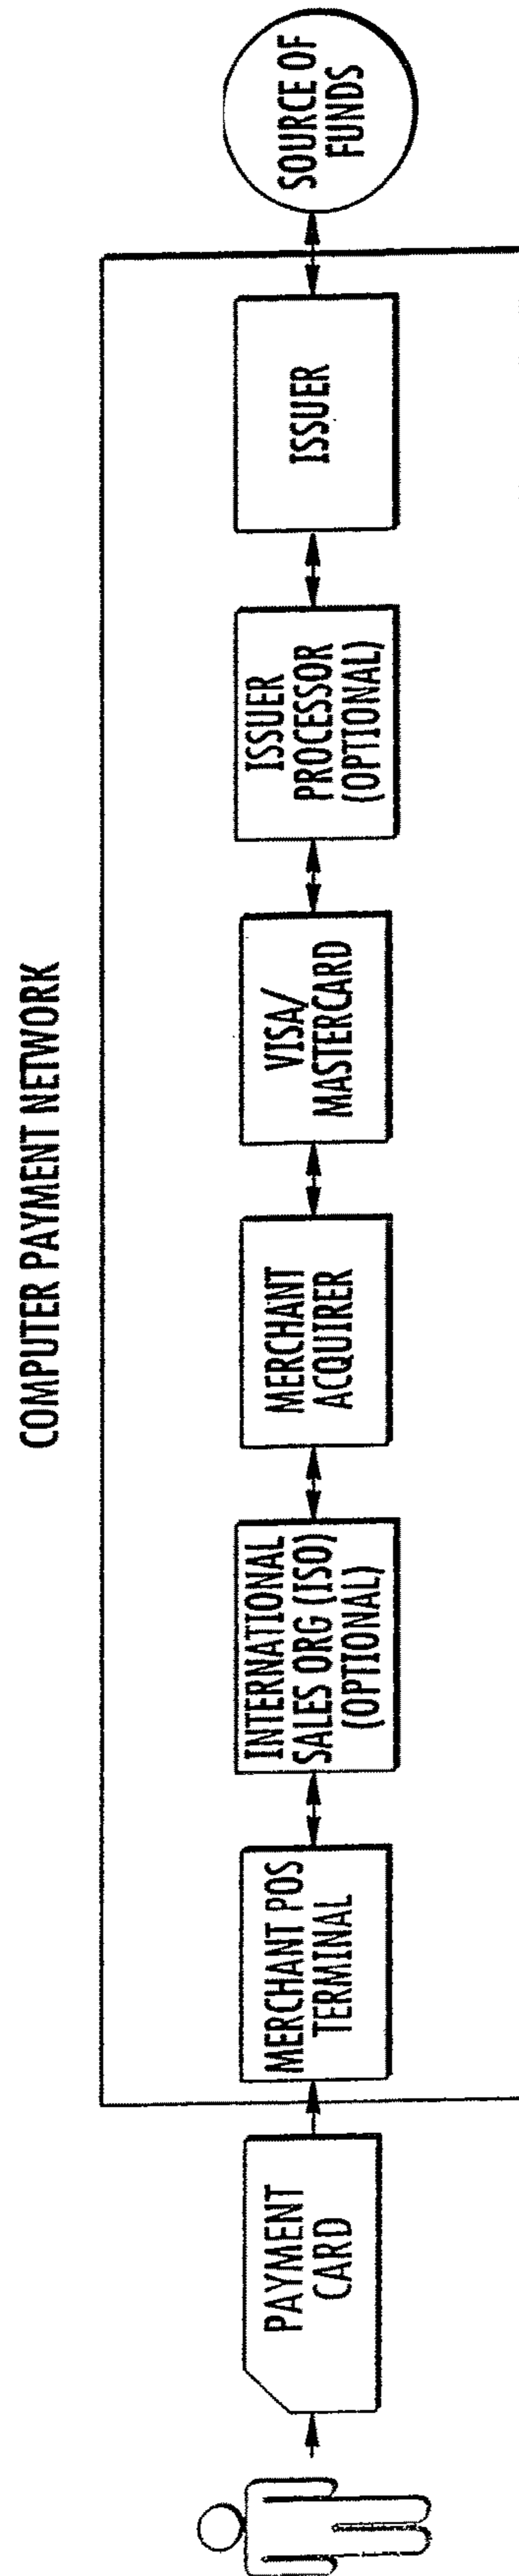 COMPUTER PAYMENT NETWORK
PAYMENT
CARD
MERCHANT POS
TERMINAL
INTERNATIONAL
SALES ORG (ISO)
(OPTIONAL)
MERCHANT
ACQUIRER
VISA/
MASTERCARD
ISSUER
PROCESSOR
(OPTIONAL)
ISSUER
SOURCE OF
FUNDS